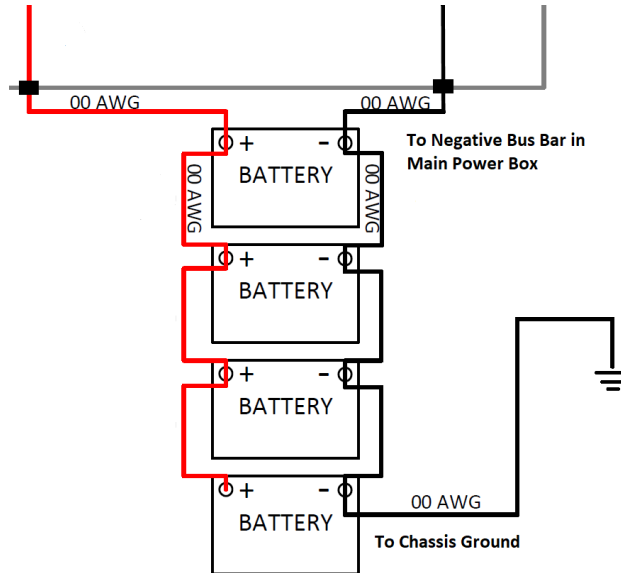 00 AWG
00 AWG
To Negative Bus Bar in
Main Power Box
+ -
BATTERY
00 AWG
00 AWG
+ -
BATTERY
+ -
BATTERY
+ -
BATTERY
00 AWG
To Chassis Ground